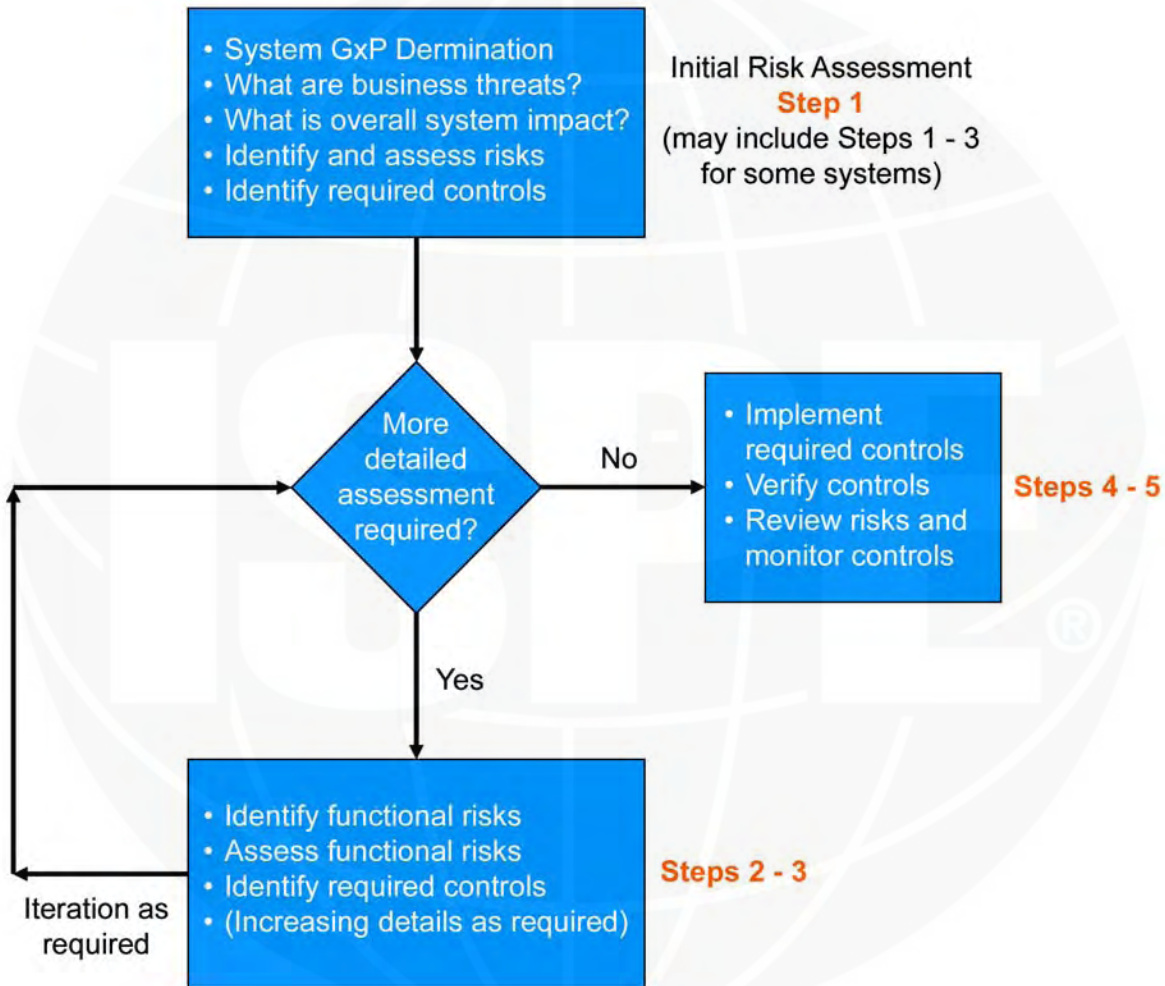 • System GxP Dermination
• What are business threats?
• What is overall system impact?
• Identify and assess risks
• Identify required controls
Initial Risk Assessment
Step 1
(may include Steps 1 - 3
for some systems)
More
detailed
assessment
required?
No
• Implement
required controls
• Verify controls
• Review risks and
monitor controls
Steps 4 - 5
Yes
• Identify functional risks
• Assess functional risks
• Identify required controls
• (Increasing details as required)
Steps 2 - 3
Iteration as
required
ISPE®